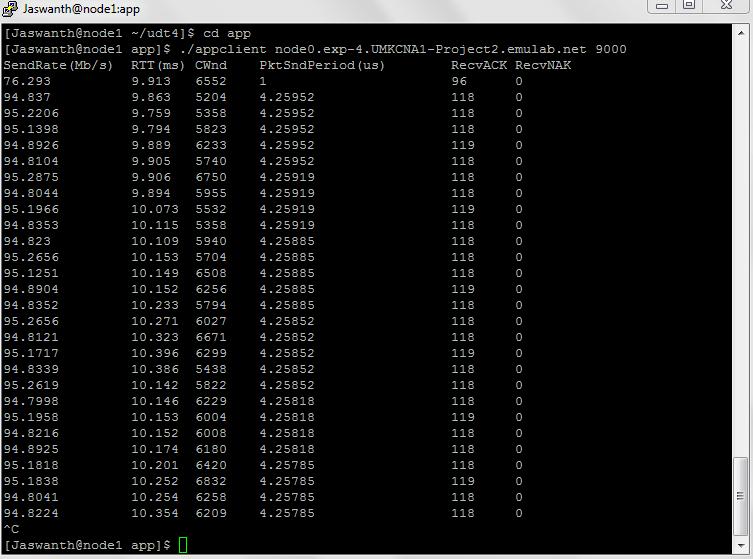 Jaswanth@node1:app
[Jaswanth@node1 ~/udt4]$ cd app
[Jaswanth@node1 app]$ ./appclient node0.exp-4.UMKCNA1-Project2.emulab.net 9000
SendRate(Mb/s) RTT(ms) CWnd PktSndPeriod(us) RecvACK RecvNAK
76.293 9.913 6552 1 96 0
94.837 9.863 5204 4.25952 118 0
95.2206 9.759 5358 4.25952 118 0
95.1398 9.794 5823 4.25952 118 0
94.8926 9.889 6233 4.25952 119 0
94.8104 9.905 5740 4.25952 118 0
95.2875 9.906 6750 4.25919 118 0
94.8044 9.894 5955 4.25919 118 0
95.1966 10.073 5532 4.25919 119 0
94.8353 10.115 5358 4.25919 118 0
94.823 10.109 5940 4.25885 118 0
95.2656 10.153 5704 4.25885 118 0
95.1251 10.149 6508 4.25885 118 0
94.8904 10.152 6256 4.25885 119 0
94.8352 10.233 5794 4.25885 118 0
95.2656 10.271 6027 4.25852 118 0
94.8121 10.323 6671 4.25852 118 0
95.1717 10.396 6299 4.25852 119 0
94.8339 10.386 5438 4.25852 118 0
95.2619 10.142 5822 4.25852 118 0
94.7998 10.146 6229 4.25818 118 0
95.1958 10.153 6004 4.25818 119 0
94.8216 10.152 6008 4.25818 118 0
94.8925 10.174 6180 4.25818 118 0
95.1818 10.201 6420 4.25785 118 0
95.1838 10.252 6832 4.25785 119 0
94.8041 10.254 6258 4.25785 118 0
94.8224 10.354 6209 4.25785 118 0
^C
[Jaswanth@node1 app]$